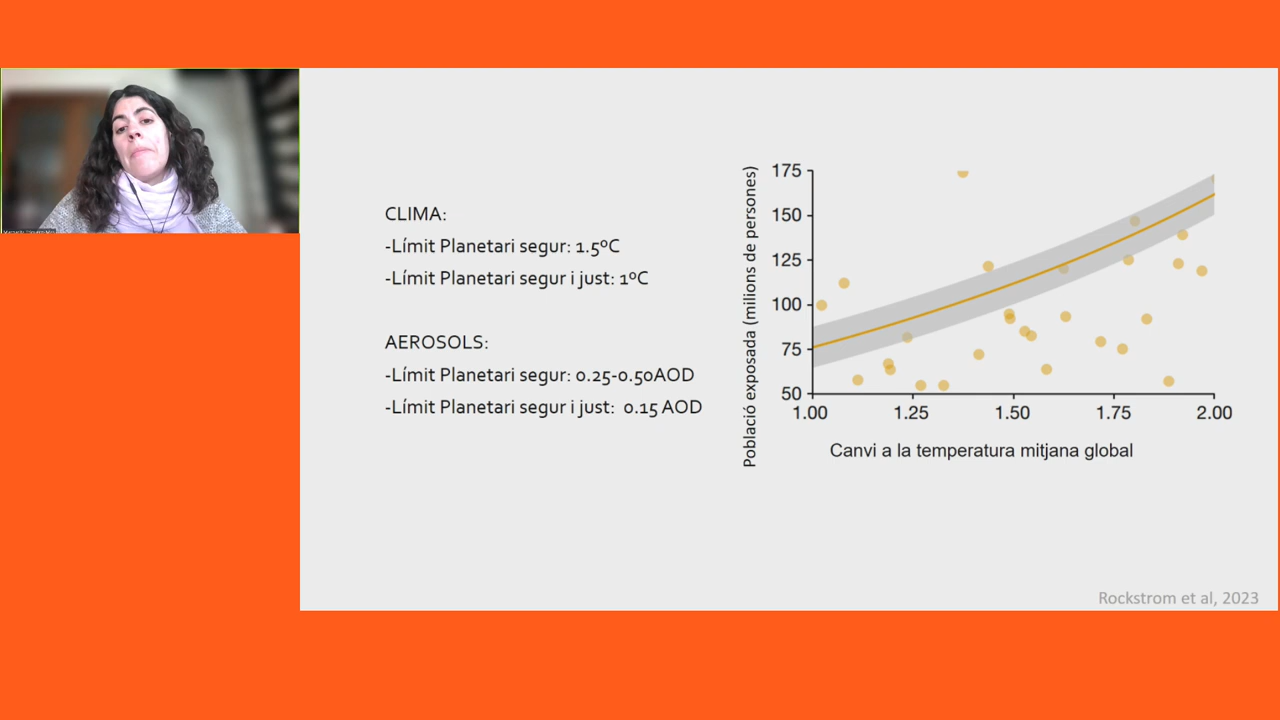 CLIMA:
-Límit Planetari segur: 1.5ºC
-Límit Planetari segur i just: 1ºC
AEROSOLS:
-Límit Planetari segur: 0.25-0.50AOD
-Límit Planetari segur i just: 0.15 AOD
Població exposada (milions de persones)
175
150
125
100
75
50
1.00 1.25 1.50 1.75 2.00
Canvi a la temperatura mitjana global
Rockstrom et al, 2023